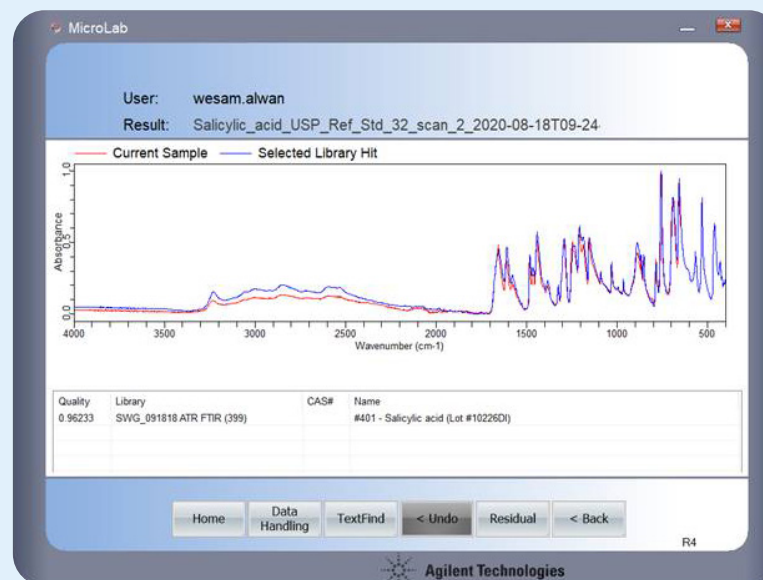 MicroLab
User: wesam.alwan
Result: Salicylic_acid_USP_Ref_Std_32_scan_2_2020-08-18T09-24-
Current Sample Selected Library Hit
Absorbance
1,0
0,5
0,0
4000 3500 3000 2500 2000 1500 1000 500
Wavenumber (cm-1)
Quality Library CAS# Name
0.96233 SWG_091818 ATR FTIR (399) #401 - Salicylic acid (Lot #10226DI)
Home Data Handling TextFind < Undo Residual < Back
R4
Agilent Technologies